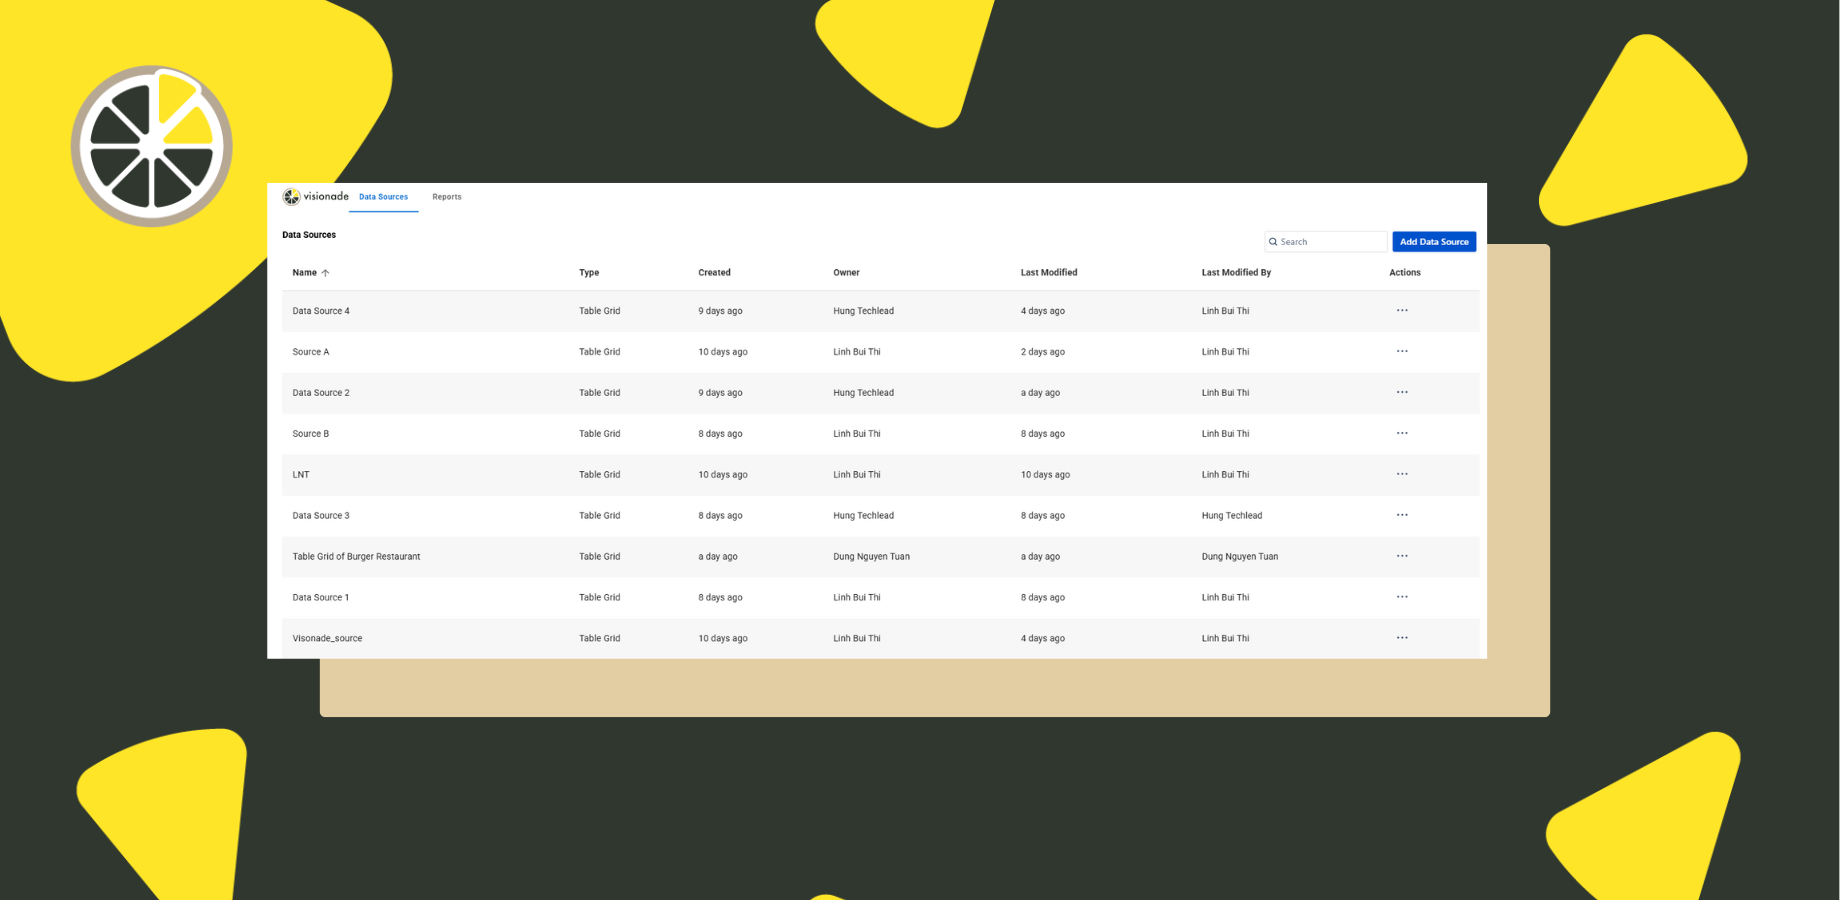 visionade Data Sources Reports
Data Sources
Search Add Data Source
Name Type Created Owner Last Modified Last Modified By Actions
Data Source 4 Table Grid 9 days ago Hung Techlead 4 days ago Linh Bui Thi
Source A Table Grid 10 days ago Linh Bui Thi 2 days ago Linh Bui Thi
Data Source 2 Table Grid 9 days ago Hung Techlead a day ago Linh Bui Thi
Source B Table Grid 8 days ago Linh Bui Thi 8 days ago Linh Bui Thi
LNT Table Grid 10 days ago Linh Bui Thi 10 days ago Linh Bui Thi
Data Source 3 Table Grid 8 days ago Hung Techlead 8 days ago Hung Techlead
Table Grid of Burger Restaurant Table Grid a day ago Dung Nguyen Tuan a day ago Dung Nguyen Tuan
Data Source 1 Table Grid 8 days ago Linh Bui Thi 8 days ago Linh Bui Thi
Visonade_source Table Grid 10 days ago Linh Bui Thi 4 days ago Linh Bui Thi